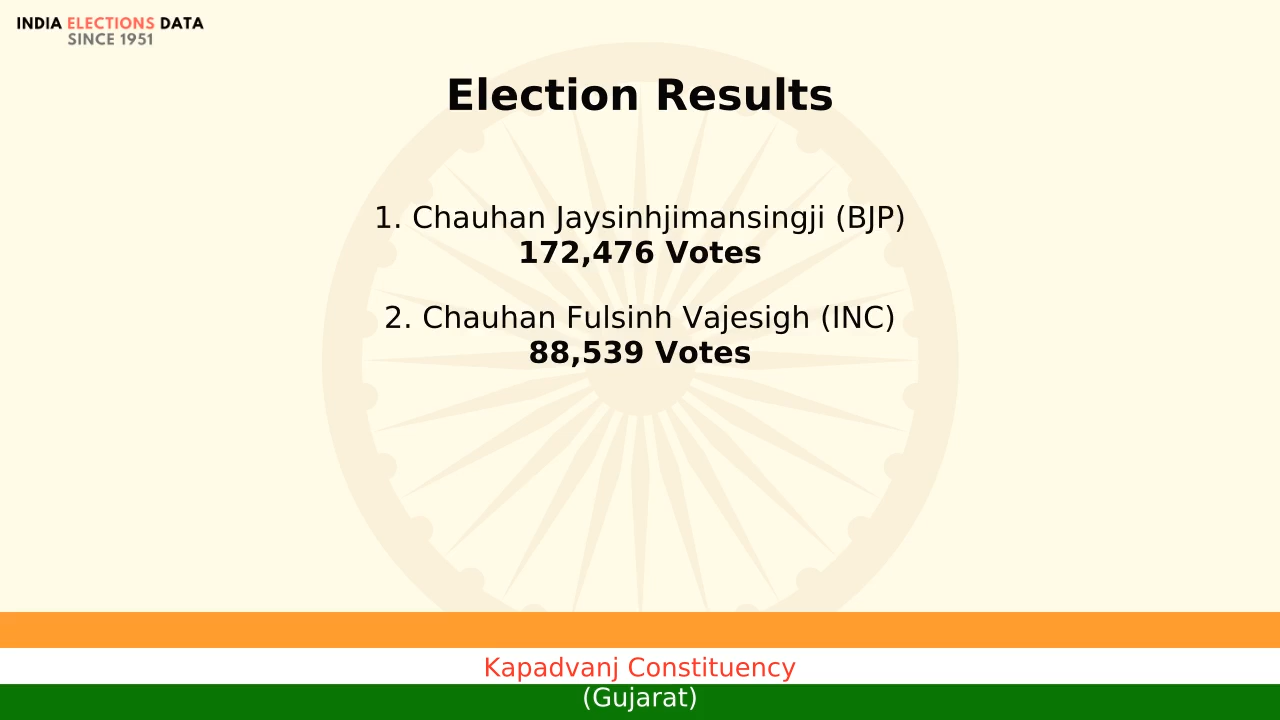 INDIA ELECTIONS DATA
SINCE 1951
Election Results
1. Chauhan Jaysinhjimansingji (BJP)
172,476 Votes
2. Chauhan Fulsinh Vajesigh (INC)
88,539 Votes
Kapadvanj Constituency
(Gujarat)